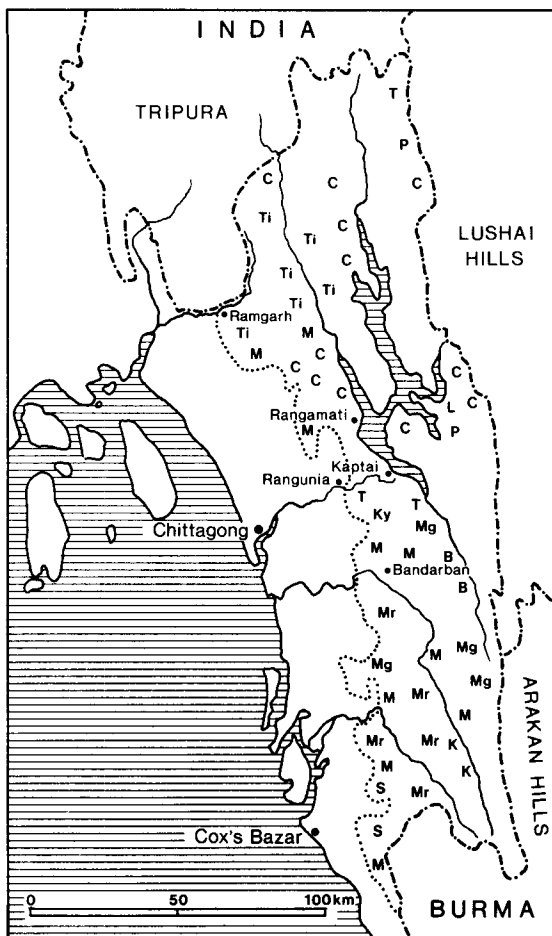 INDIA
TRIPURA
T
P
C
C
C
Ti
C
C
LUSHAI
HILLS
Ti
Ti
Ti
Ramgarh
Ti
M
M
C
C
C
C
C
C
L
P
C
Rangamati
M
Kaptai
Rangunia
T
T
Ky
Mg
Chittagong
M
M
B
Bandarban
B
Mr
M
Mg
Mg
Mg
M
Mr
M
ARAKAN HILLS
Mr
Mr
K
M
K
S
Mr
S
Cox's Bazar
M
BURMA
0 50 100km